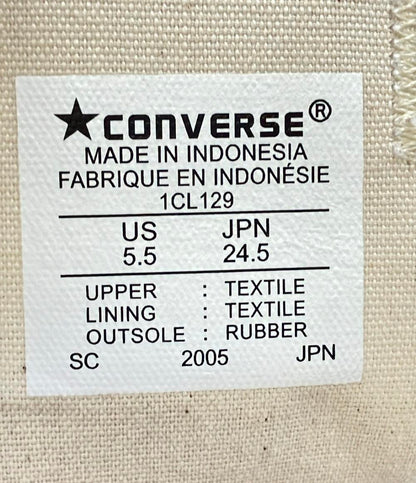 ★CONVERSE®
MADE IN INDONESIA
FABRIQUE EN INDONÉSIE
1CL129
US JPN
5.5 24.5
UPPER : TEXTILE
LINING : TEXTILE
OUTSOLE : RUBBER
SC 2005 JPN